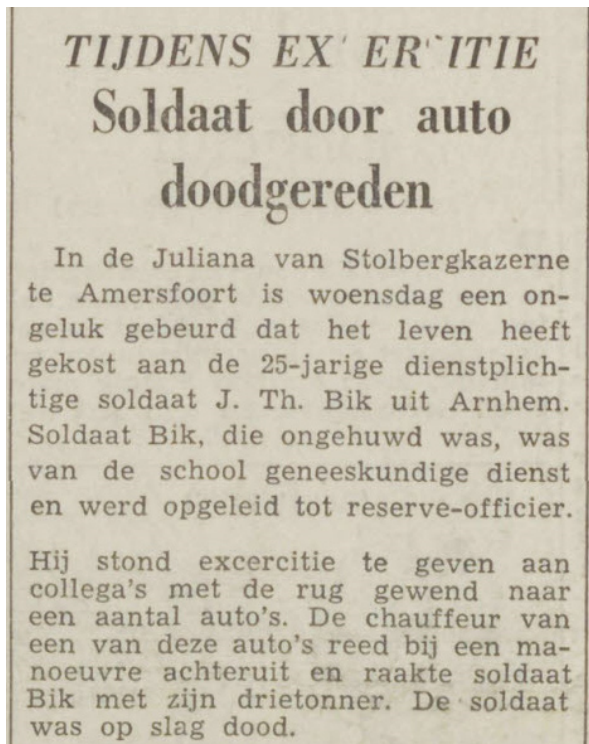 TIJDENS EX ER ITIE
Soldaat door auto
doodgereden
In de Juliana van Stolbergkazerne
te Amersfoort is woensdag een on-
geluk gebeurd dat het leven heeft
gekost aan de 25-jarige dienstplich-
tige soldaat J. Th. Bik uit Arnhem.
Soldaat Bik, die ongehuwd was, was
van de school geneeskundige dienst
en werd opgeleid tot reserve-officier.
Hij stond excercitie te geven aan
collega's met de rug gewend naar
een aantal auto's. De chauffeur van
een van deze auto's reed bij een ma-
noeuvre achteruit en raakte soldaat
Bik met zijn drietonner. De soldaat
was op slag dood.